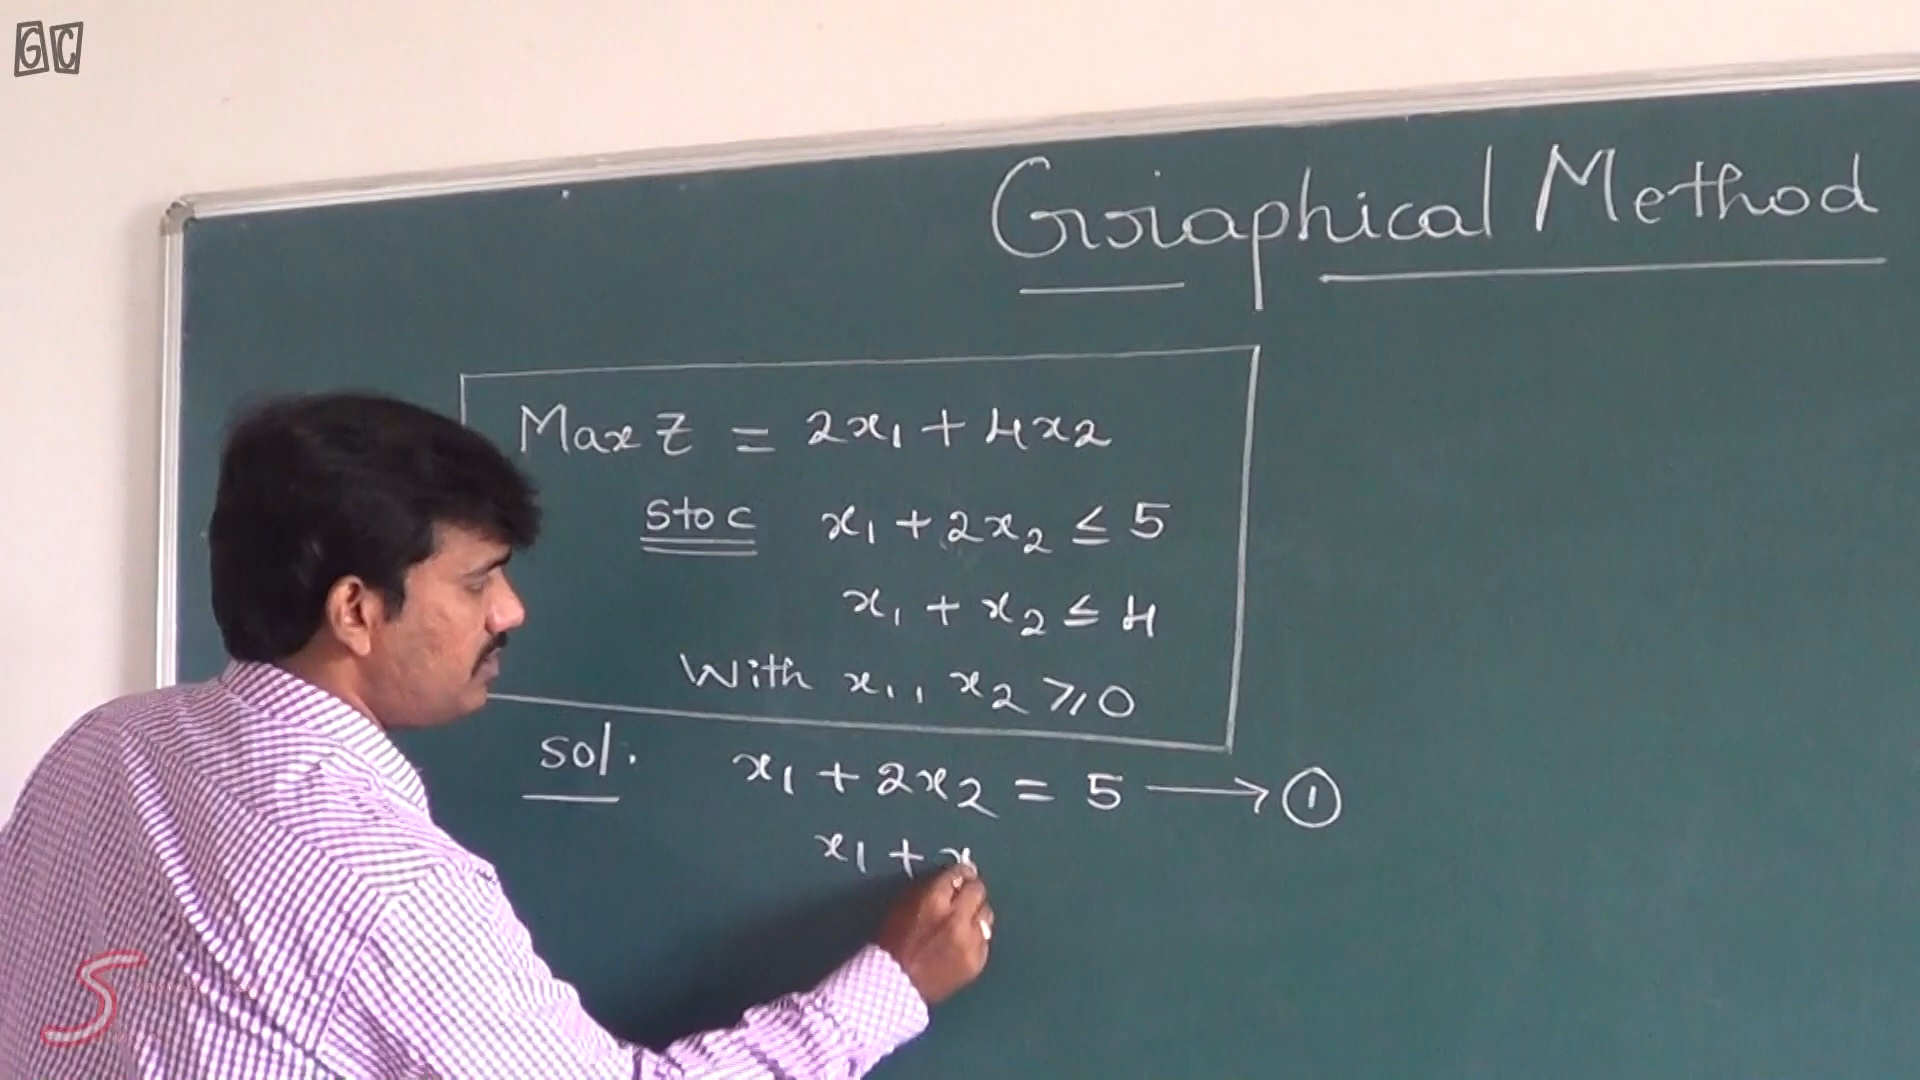 GC
Graphical Method
Max Z = 2x₁ + 4x₂
S to C x₁ + 2x₂ ≤ 5
x₁ + x₂ ≤ 4
With x₁, x₂ ≥ 0
Sol. x₁ + 2x₂ = 5 → ①
x₁ + x